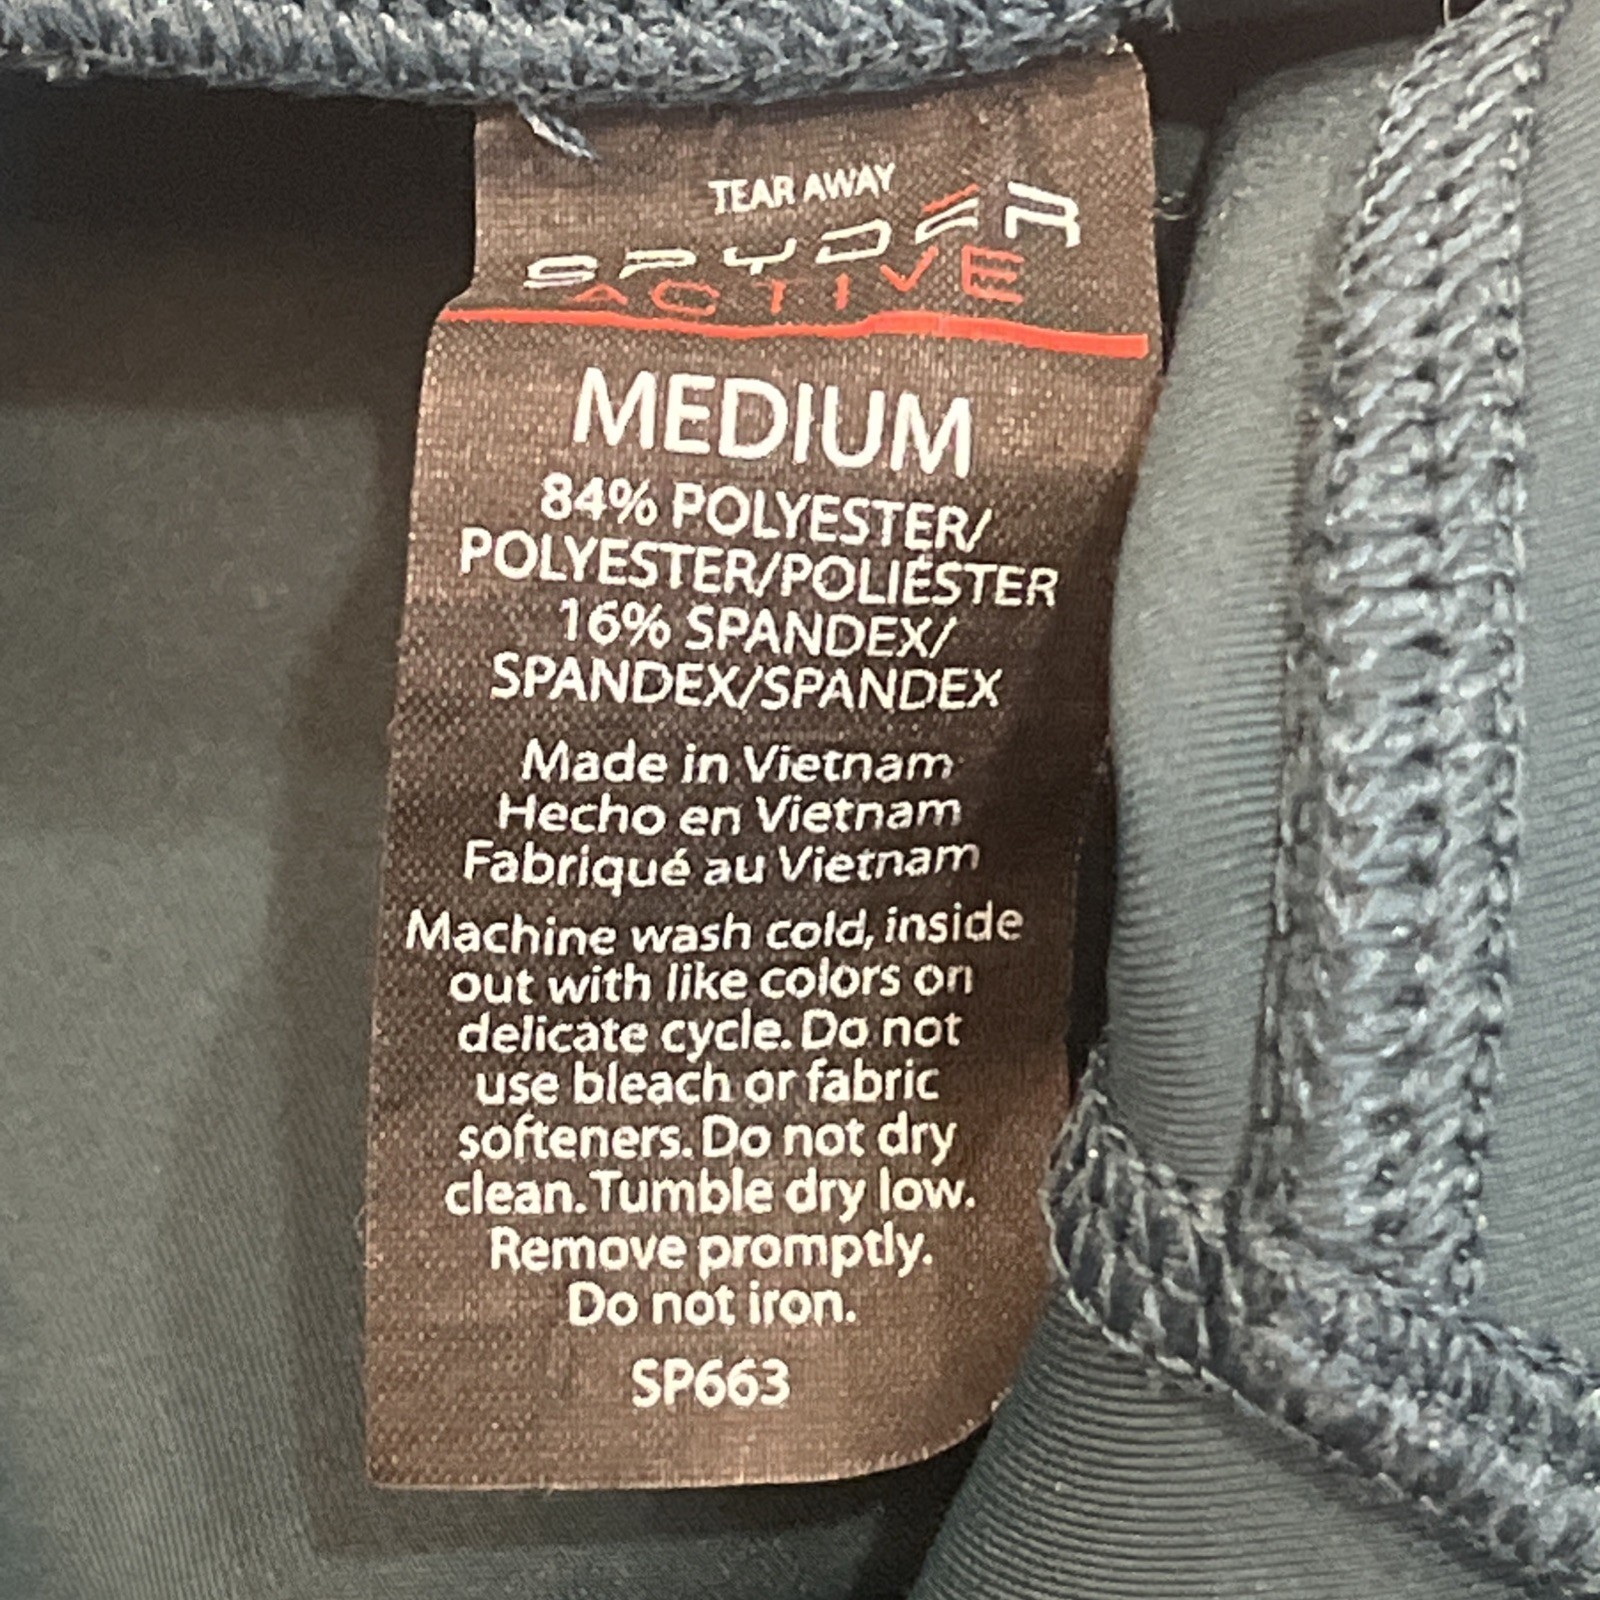 TEAR AWAY
SPYDER
ACTIVE
MEDIUM
84% POLYESTER/
POLYESTER/POLIÉSTER
16% SPANDEX/
SPANDEX/SPANDEX
Made in Vietnam
Hecho en Vietnam
Fabriqué au Vietnam
Machine wash cold, inside
out with like colors on
delicate cycle. Do not
use bleach or fabric
softeners. Do not dry
clean. Tumble dry low.
Remove promptly.
Do not iron.
SP663